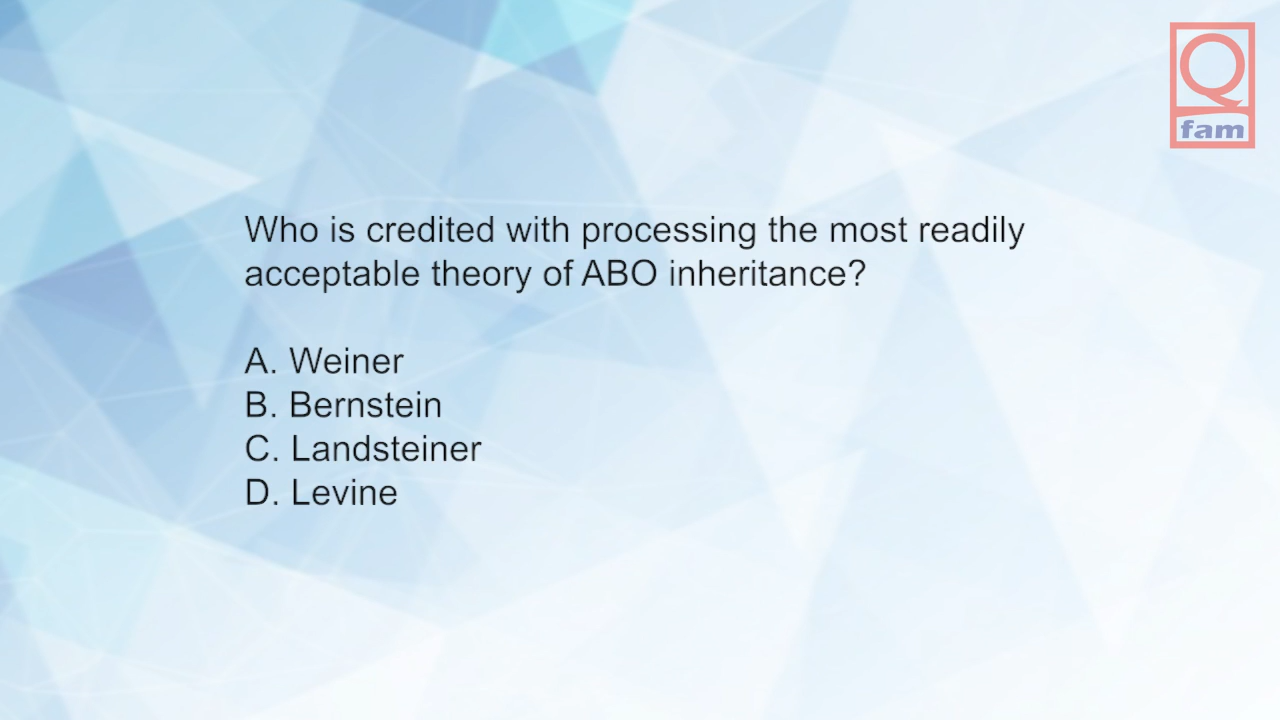 Q
fam
Who is credited with processing the most readily
acceptable theory of ABO inheritance?
A. Weiner
B. Bernstein
C. Landsteiner
D. Levine